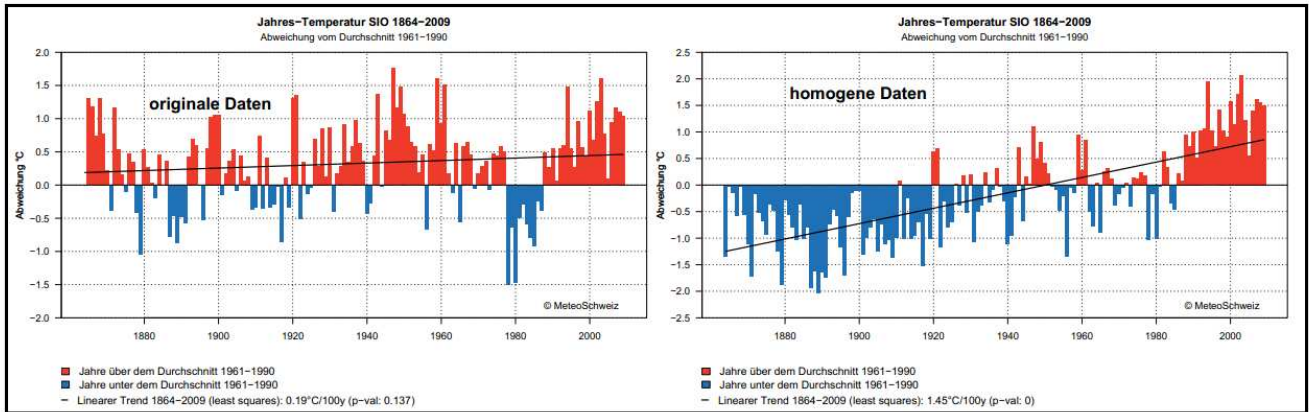 Jahres−Temperatur SIO 1864−2009
Abweichung vom Durchschnitt 1961−1990
2.0
1.5
1.0
0.5
0.0
−0.5
−1.0
−1.5
−2.0
Abweichung °C
originale Daten
© MeteoSchweiz
1880
1900
1920
1940
1960
1980
2000
Jahre über dem Durchschnitt 1961−1990
Jahre unter dem Durchschnitt 1961−1990
Linearer Trend 1864−2009 (least squares): 0.19°C/100y (p−val: 0.137)
Jahres−Temperatur SIO 1864−2009
Abweichung vom Durchschnitt 1961−1990
2.5
2.0
1.5
1.0
0.5
0.0
−0.5
−1.0
−1.5
−2.0
−2.5
Abweichung °C
homogene Daten
© MeteoSchweiz
1880
1900
1920
1940
1960
1980
2000
Jahre über dem Durchschnitt 1961−1990
Jahre unter dem Durchschnitt 1961−1990
Linearer Trend 1864−2009 (least squares): 1.45°C/100y (p−val: 0)